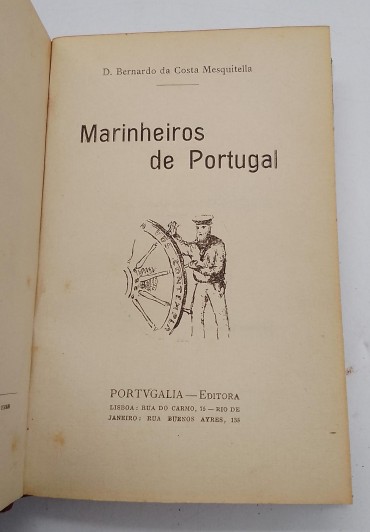 D. Bernardo da Costa Mesquitella
Marinheiros
de Portugal
PORTVGALIA—EDITORA
LISBOA: RUA DO CARMO, 75 — RIO DE
JANEIRO: RUA BUENOS AYRES, 135